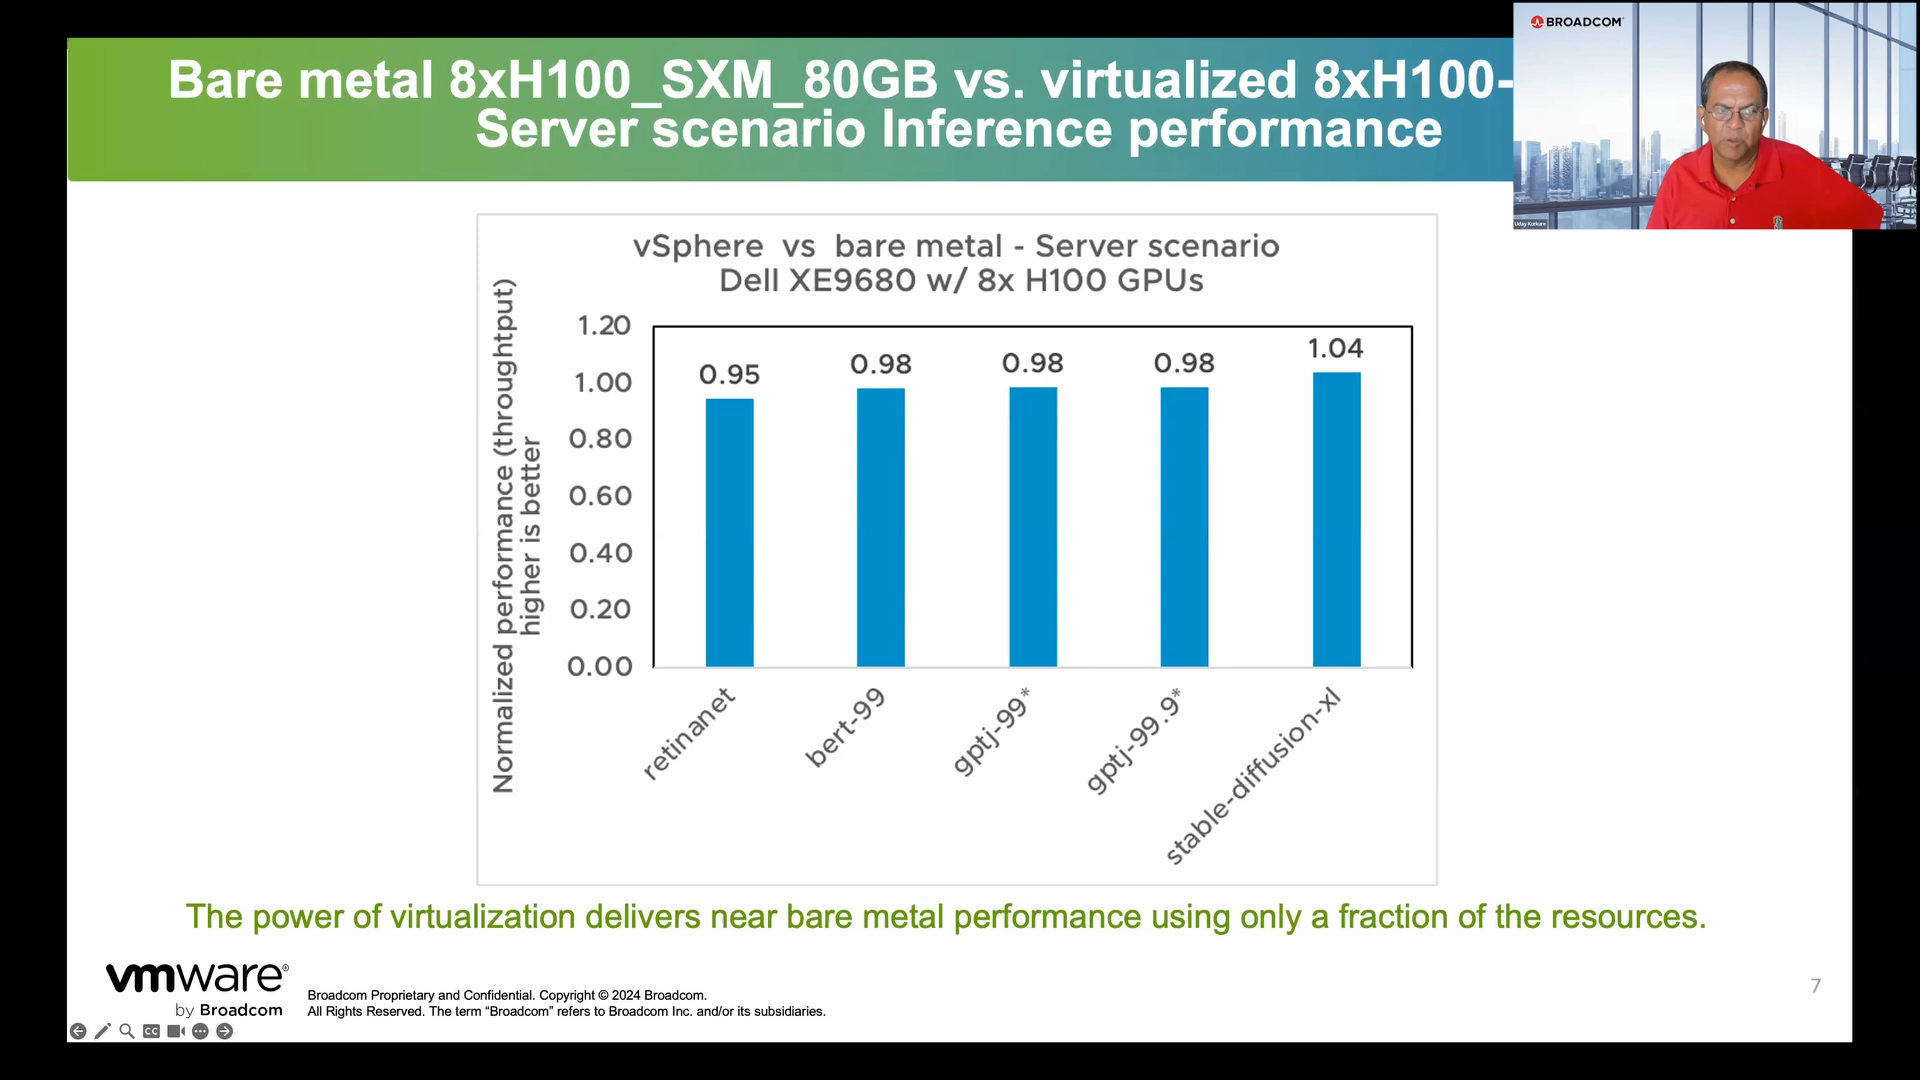 Bare metal 8xH100_SXM_80GB vs. virtualized 8xH100-
Server scenario Inference performance
BROADCOM
Uday Kurkure
vSphere vs bare metal - Server scenario
Dell XE9680 w/ 8x H100 GPUs
Normalized performance (throughtput)
higher is better
1.20
1.00
0.80
0.60
0.40
0.20
0.00
0.95
0.98
0.98
0.98
1.04
retinanet
bert-99
gptj-99*
gptj-99.9*
stable-diffusion-xl
The power of virtualization delivers near bare metal performance using only a fraction of the resources.
vmware®
by Broadcom
Broadcom Proprietary and Confidential. Copyright © 2024 Broadcom.
All Rights Reserved. The term “Broadcom” refers to Broadcom Inc. and/or its subsidiaries.
7
CC